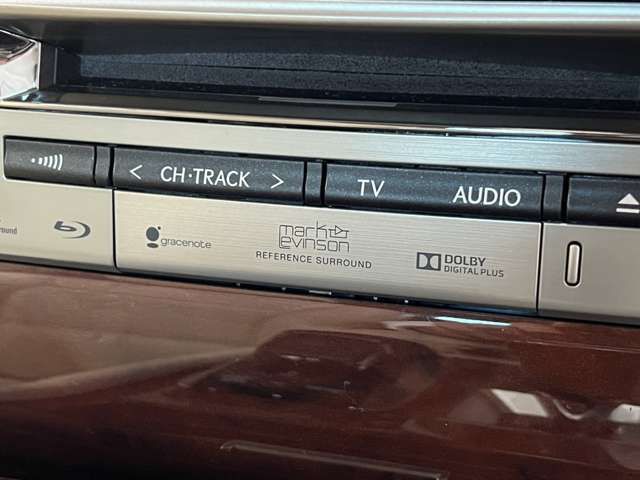 < CH·TRACK >
TV AUDIO
gracenote
mark
levinson
REFERENCE SURROUND
DOLBY
DIGITAL PLUS